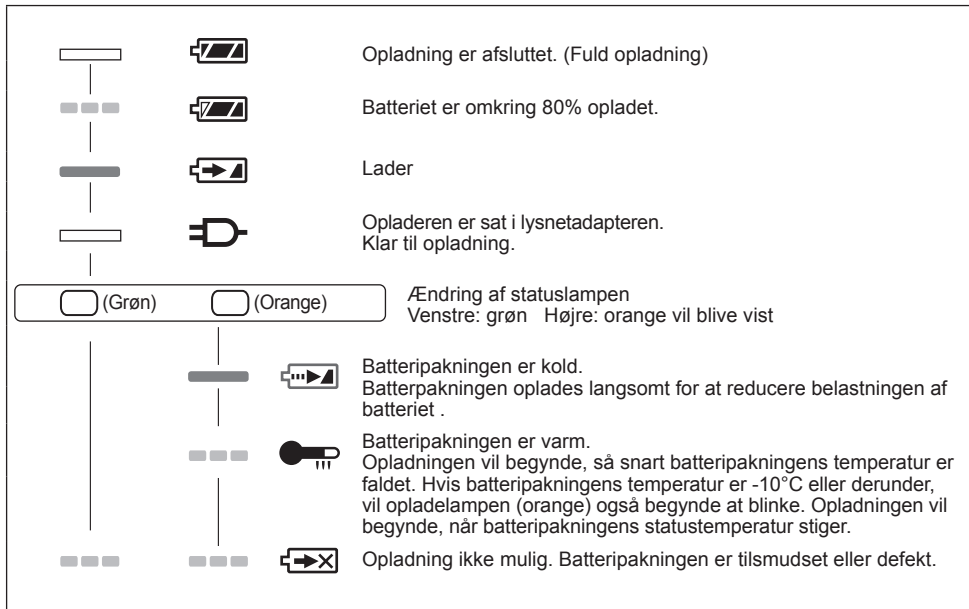 Opladning er afsluttet. (Fuld opladning)
Batteriet er omkring 80% opladet.
Lader
Opladeren er sat i lysnetadapteren.
Klar til opladning.
(Grøn) (Orange)
Ændring af statuslampen
Venstre: grøn Højre: orange vil blive vist
Batteripakningen er kold.
Batterpakningen oplades langsomt for at reducere belastningen af
batteriet .
Batteripakningen er varm.
Opladningen vil begynde, så snart batteripakningens temperatur er
faldet. Hvis batteripakningens temperatur er -10°C eller derunder,
vil opladelampen (orange) også begynde at blinke. Opladningen vil
begynde, når batteripakningens statustemperatur stiger.
Opladning ikke mulig. Batteripakningen er tilsmudset eller defekt.